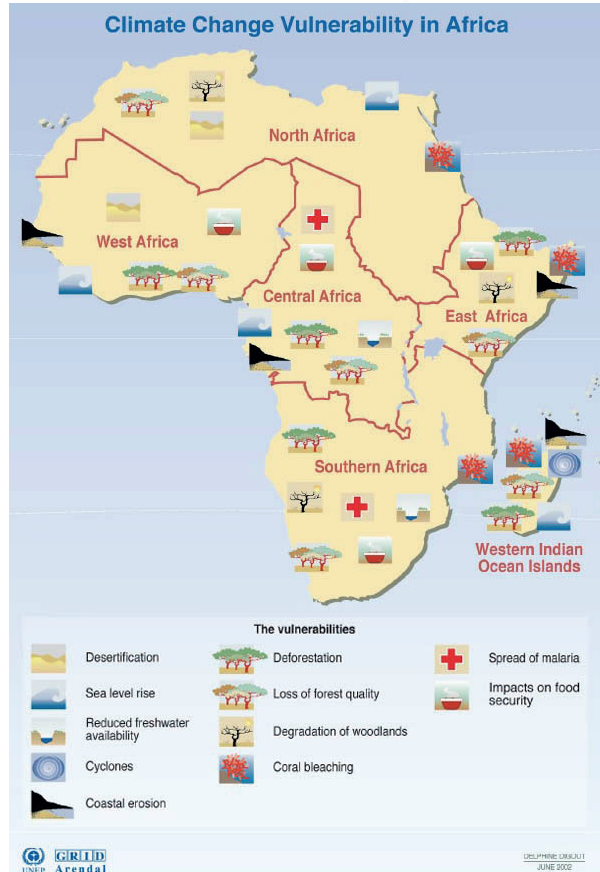 Climate Change Vulnerability in Africa
North Africa
West Africa
Central Africa
East Africa
Southern Africa
Western Indian
Ocean Islands
The vulnerabilities
Desertification
Deforestation
Spread of malaria
Sea level rise
Loss of forest quality
Impacts on food
security
Reduced freshwater
availability
Degradation of woodlands
Cyclones
Coral bleaching
Coastal erosion
UNEP
GRID
Arendal
DELPHINE DIGOUT
JUNE 2002